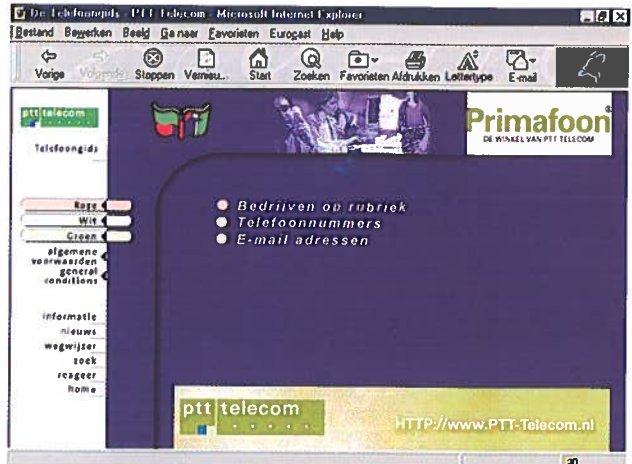 De Telefoongids - PTT Telecom - Microsoft Internet Explorer
Bestand Bewerken Beeld Ga naar Favorieten Eurogast Help
Vorige Volgende Stoppen Vernieu... Start Zoeken Favorieten Afdrukken Lettertype E-mail
ptt telecom
Telefoongids
Primafoon®
DE WINKEL VAN PTT TELECOM
Roze
Wit
Groen
algemene
voorwaarden
general
conditions
informatie
nieuws
wegwijzer
zoek
reageer
home
Bedrijven op rubriek
Telefoonnummers
E-mail adressen
ptt telecom
HTTP://www.PTT-Telecom.nl